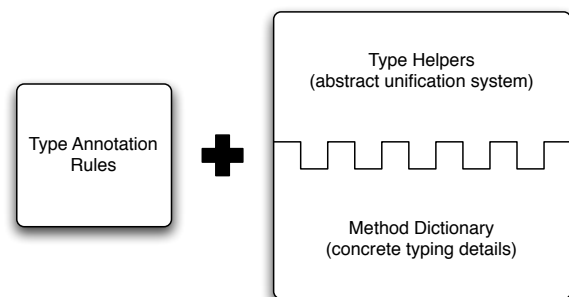 Type Annotation
Rules
Type Helpers
(abstract unification system)
Method Dictionary
(concrete typing details)